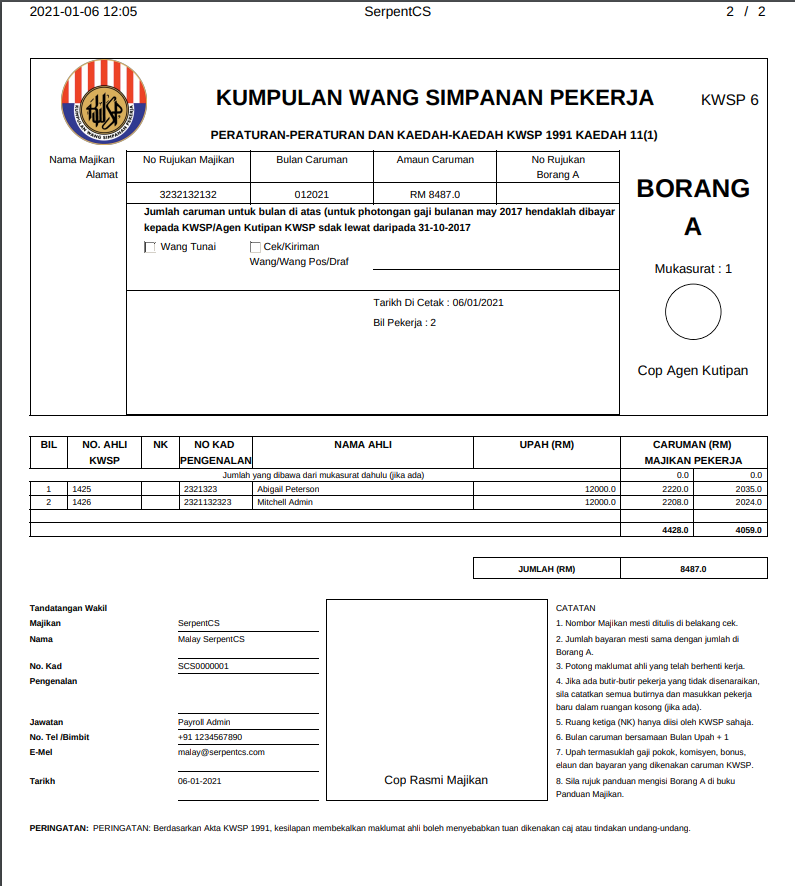 2021-01-06 12:05 SerpentCS 2 / 2
KUMPULAN WANG SIMPANAN PEKERJA KWSP 6
KUMPULAN WANG SIMPANAN PEKERJA
PERATURAN-PERATURAN DAN KAEDAH-KAEDAH KWSP 1991 KAEDAH 11(1)
Nama Majikan No Rujukan Majikan Bulan Caruman Amaun Caruman No Rujukan
Alamat Borang A
BORANG
3232132132 012021 RM 8487.0
Jumlah caruman untuk bulan di atas (untuk photongan gaji bulanan may 2017 hendaklah dibayar
A
kepada KWSP/Agen Kutipan KWSP sdak lewat daripada 31-10-2017
Wang Tunai Cek/Kiriman
Wang/Wang Pos/Draf
Mukasurat : 1
Tarikh Di Cetak : 06/01/2021
Bil Pekerja : 2
Cop Agen Kutipan
BIL NO. AHLI NK NO KAD NAMA AHLI UPAH (RM) CARUMAN (RM)
KWSP PENGENALAN MAJIKAN PEKERJA
Jumlah yang dibawa dari mukasurat dahulu (jika ada) 0.0 0.0
1 1425 2321323 Abigail Peterson 12000.0 2220.0 2035.0
2 1426 2321132323 Mitchell Admin 12000.0 2208.0 2024.0
4428.0 4059.0
JUMLAH (RM) 8487.0
Tandatangan Wakil
Majikan SerpentCS
Nama Malay SerpentCS
No. Kad SCS0000001
Pengenalan
Jawatan Payroll Admin
No. Tel /Bimbit +91 1234567890
E-Mel malay@serpentcs.com
Tarikh 06-01-2021
Cop Rasmi Majikan
CATATAN
1. Nombor Majikan mesti ditulis di belakang cek.
2. Jumlah bayaran mesti sama dengan jumlah di
Borang A.
3. Potong maklumat ahli yang telah berhenti kerja.
4. Jika ada butir-butir pekerja yang tidak disenaraikan,
sila catatkan semua butirnya dan masukkan pekerja
baru dalam ruangan kosong (jika ada).
5. Ruang ketiga (NK) hanya diisi oleh KWSP sahaja.
6. Bulan caruman bersamaan Bulan Upah + 1
7. Upah termasuklah gaji pokok, komisyen, bonus,
elaun dan bayaran yang dikenakan caruman KWSP.
8. Sila rujuk panduan mengisi Borang A di buku
Panduan Majikan.
PERINGATAN: PERINGATAN: Berdasarkan Akta KWSP 1991, kesilapan membekalkan maklumat ahli boleh menyebabkan tuan dikenakan caj atau tindakan undang-undang.